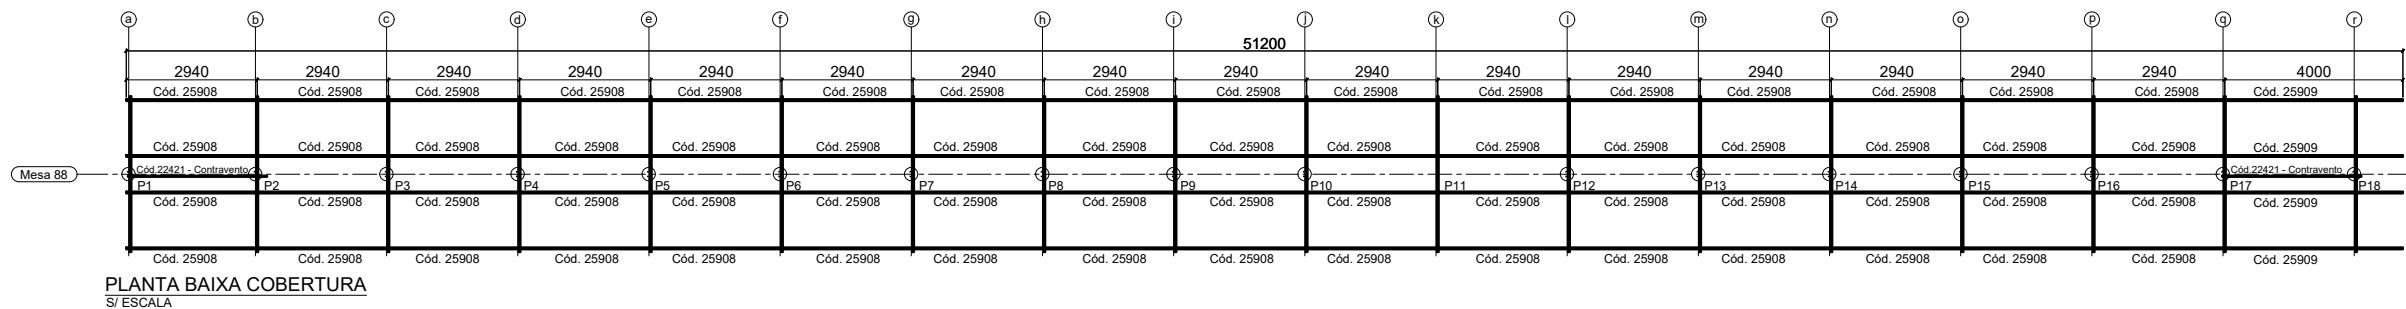 a b c d e f g h i j k l m n o p q r
51200
2940 2940 2940 2940 2940 2940 2940 2940 2940 2940 2940 2940 2940 2940 2940 2940 4000
Cód. 25908 Cód. 25908 Cód. 25908 Cód. 25908 Cód. 25908 Cód. 25908 Cód. 25908 Cód. 25908 Cód. 25908 Cód. 25908 Cód. 25908 Cód. 25908 Cód. 25908 Cód. 25908 Cód. 25908 Cód. 25908 Cód. 25909
Cód. 25908 Cód. 25908 Cód. 25908 Cód. 25908 Cód. 25908 Cód. 25908 Cód. 25908 Cód. 25908 Cód. 25908 Cód. 25908 Cód. 25908 Cód. 25908 Cód. 25908 Cód. 25908 Cód. 25908 Cód. 25908 Cód. 25909
Mesa 88 Cód.22421 - Contravento Cód.22421 - Contravento
P1 P2 P3 P4 P5 P6 P7 P8 P9 P10 P11 P12 P13 P14 P15 P16 P17 P18
Cód. 25908 Cód. 25908 Cód. 25908 Cód. 25908 Cód. 25908 Cód. 25908 Cód. 25908 Cód. 25908 Cód. 25908 Cód. 25908 Cód. 25908 Cód. 25908 Cód. 25908 Cód. 25908 Cód. 25908 Cód. 25908 Cód. 25909
Cód. 25908 Cód. 25908 Cód. 25908 Cód. 25908 Cód. 25908 Cód. 25908 Cód. 25908 Cód. 25908 Cód. 25908 Cód. 25908 Cód. 25908 Cód. 25908 Cód. 25908 Cód. 25908 Cód. 25908 Cód. 25908 Cód. 25909
PLANTA BAIXA COBERTURA
S/ ESCALA